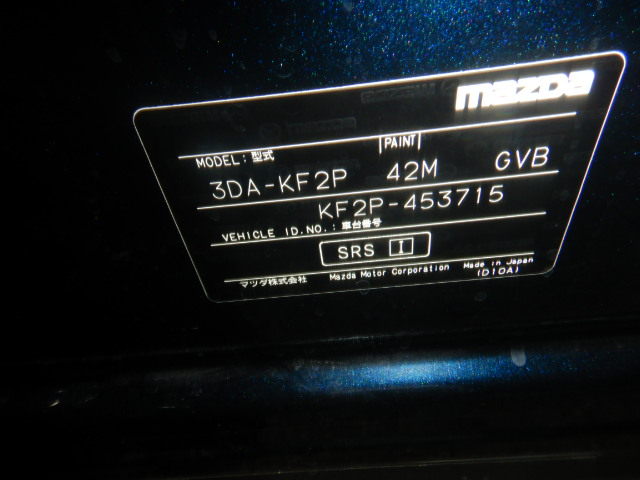 mazda
MODEL : 型式 PAINT
3DA-KF2P 42M GVB
KF2P-453715
VEHICLE ID.NO.: 車台番号
SRS I
マツダ株式会社 Mazda Motor Corporation Made in Japan
(D10A)